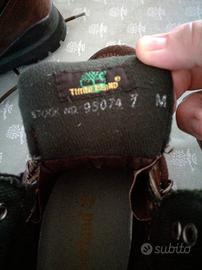 Timberland®
STOCK NO. 95074 7 M
subito